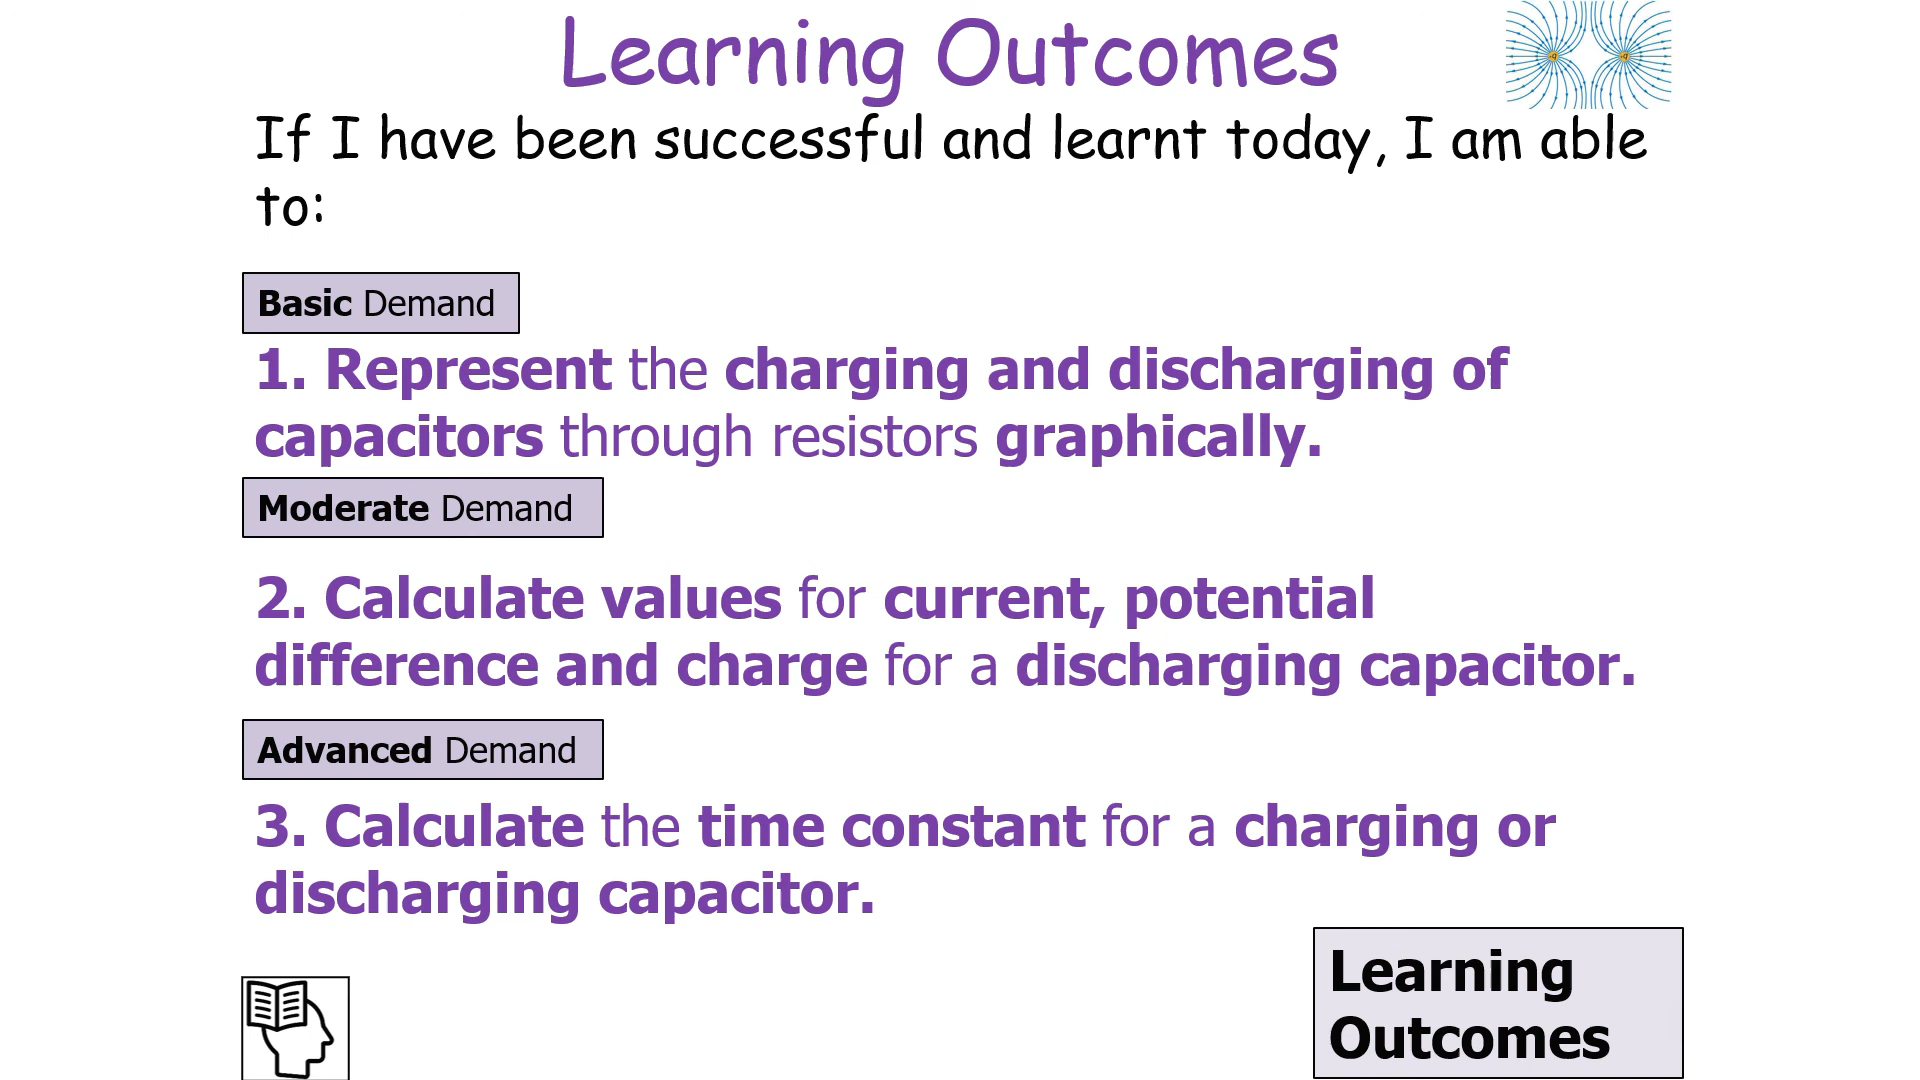 Learning Outcomes
If I have been successful and learnt today, I am able
to:
Basic Demand
1. Represent the charging and discharging of
capacitors through resistors graphically.
Moderate Demand
2. Calculate values for current, potential
difference and charge for a discharging capacitor.
Advanced Demand
3. Calculate the time constant for a charging or
discharging capacitor.
Learning
Outcomes